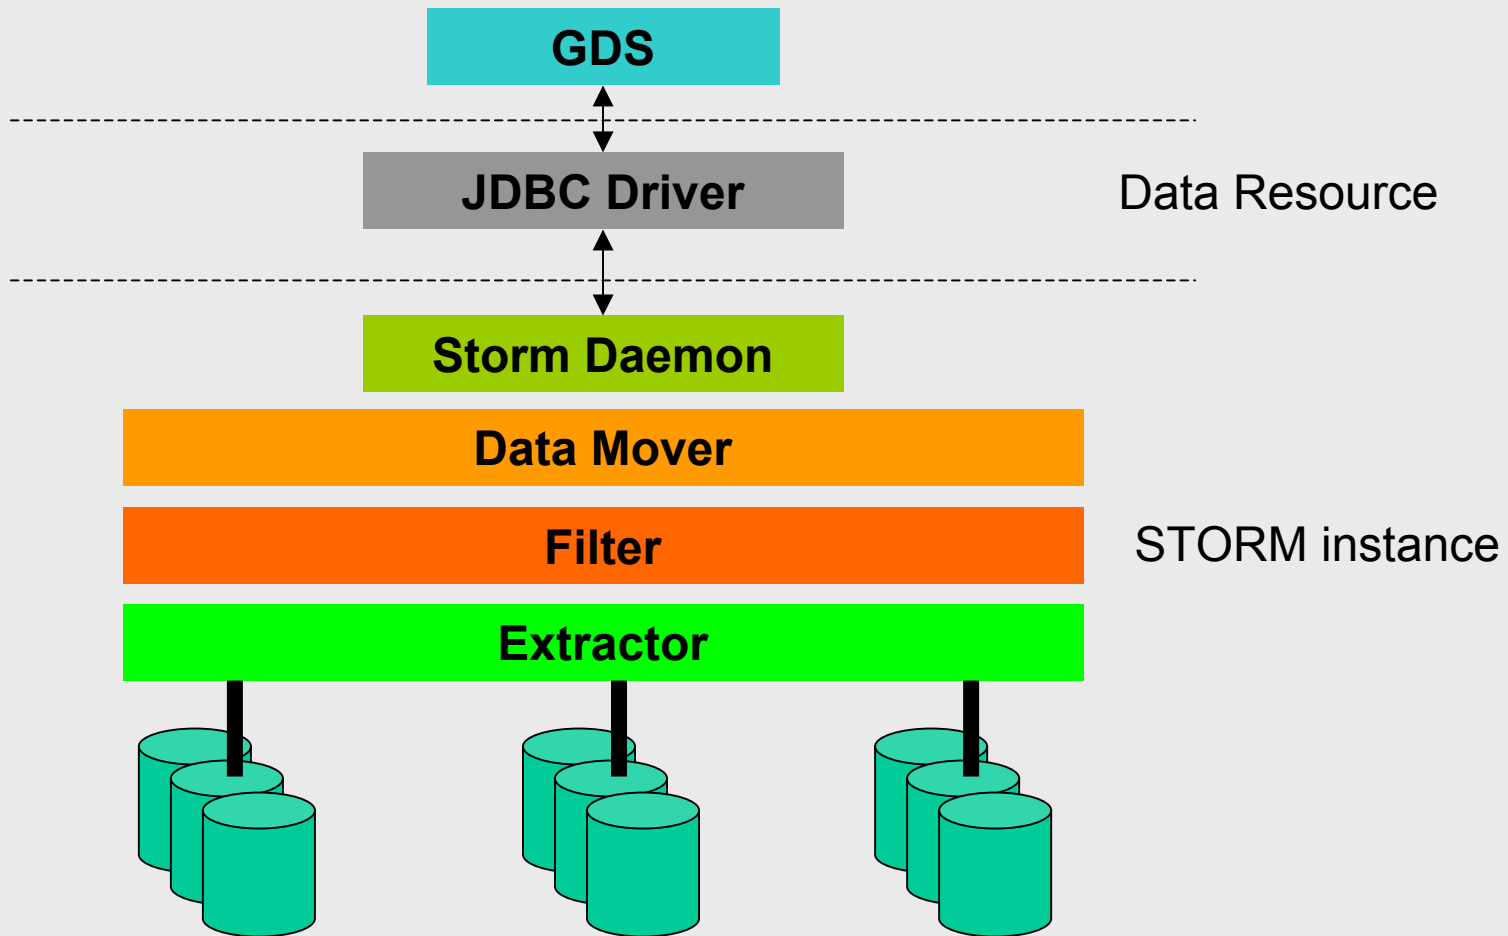 GDS
JDBC Driver
Data Resource
Storm Daemon
Data Mover
Filter
STORM instance
Extractor